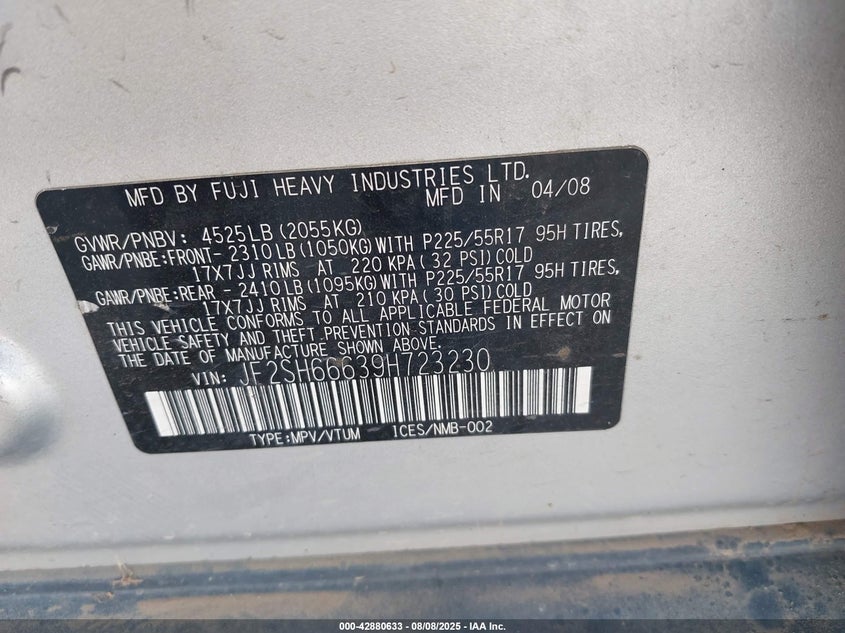 MFD BY FUJI HEAVY INDUSTRIES LTD.
MFD IN 04/08
GVWR/PNBV: 4525LB(2055KG)
GAWR/PNBE:FRONT- 2310LB(1050KG)WITH P225/55R17 95H TIRES,
17X7JJ RIMS AT 220 KPA( 32 PSI)COLD
GAWR/PNBE:REAR - 2410LB(1095KG)WITH P225/55R17 95H TIRES,
17X7JJ RIMS AT 210 KPA( 30 PSI)COLD
THIS VEHICLE CONFORMS TO ALL APPLICABLE FEDERAL MOTOR
VEHICLE SAFETY AND THEFT PREVENTION STANDARDS IN EFFECT ON
THE DATE OF MANUFACTURE SHOWN ABOVE.
VIN: JF2SH66639H723230
TYPE:MPV/VTUM ICES/NMB-002
000-42880633 - 08/08/2025 - IAA Inc.